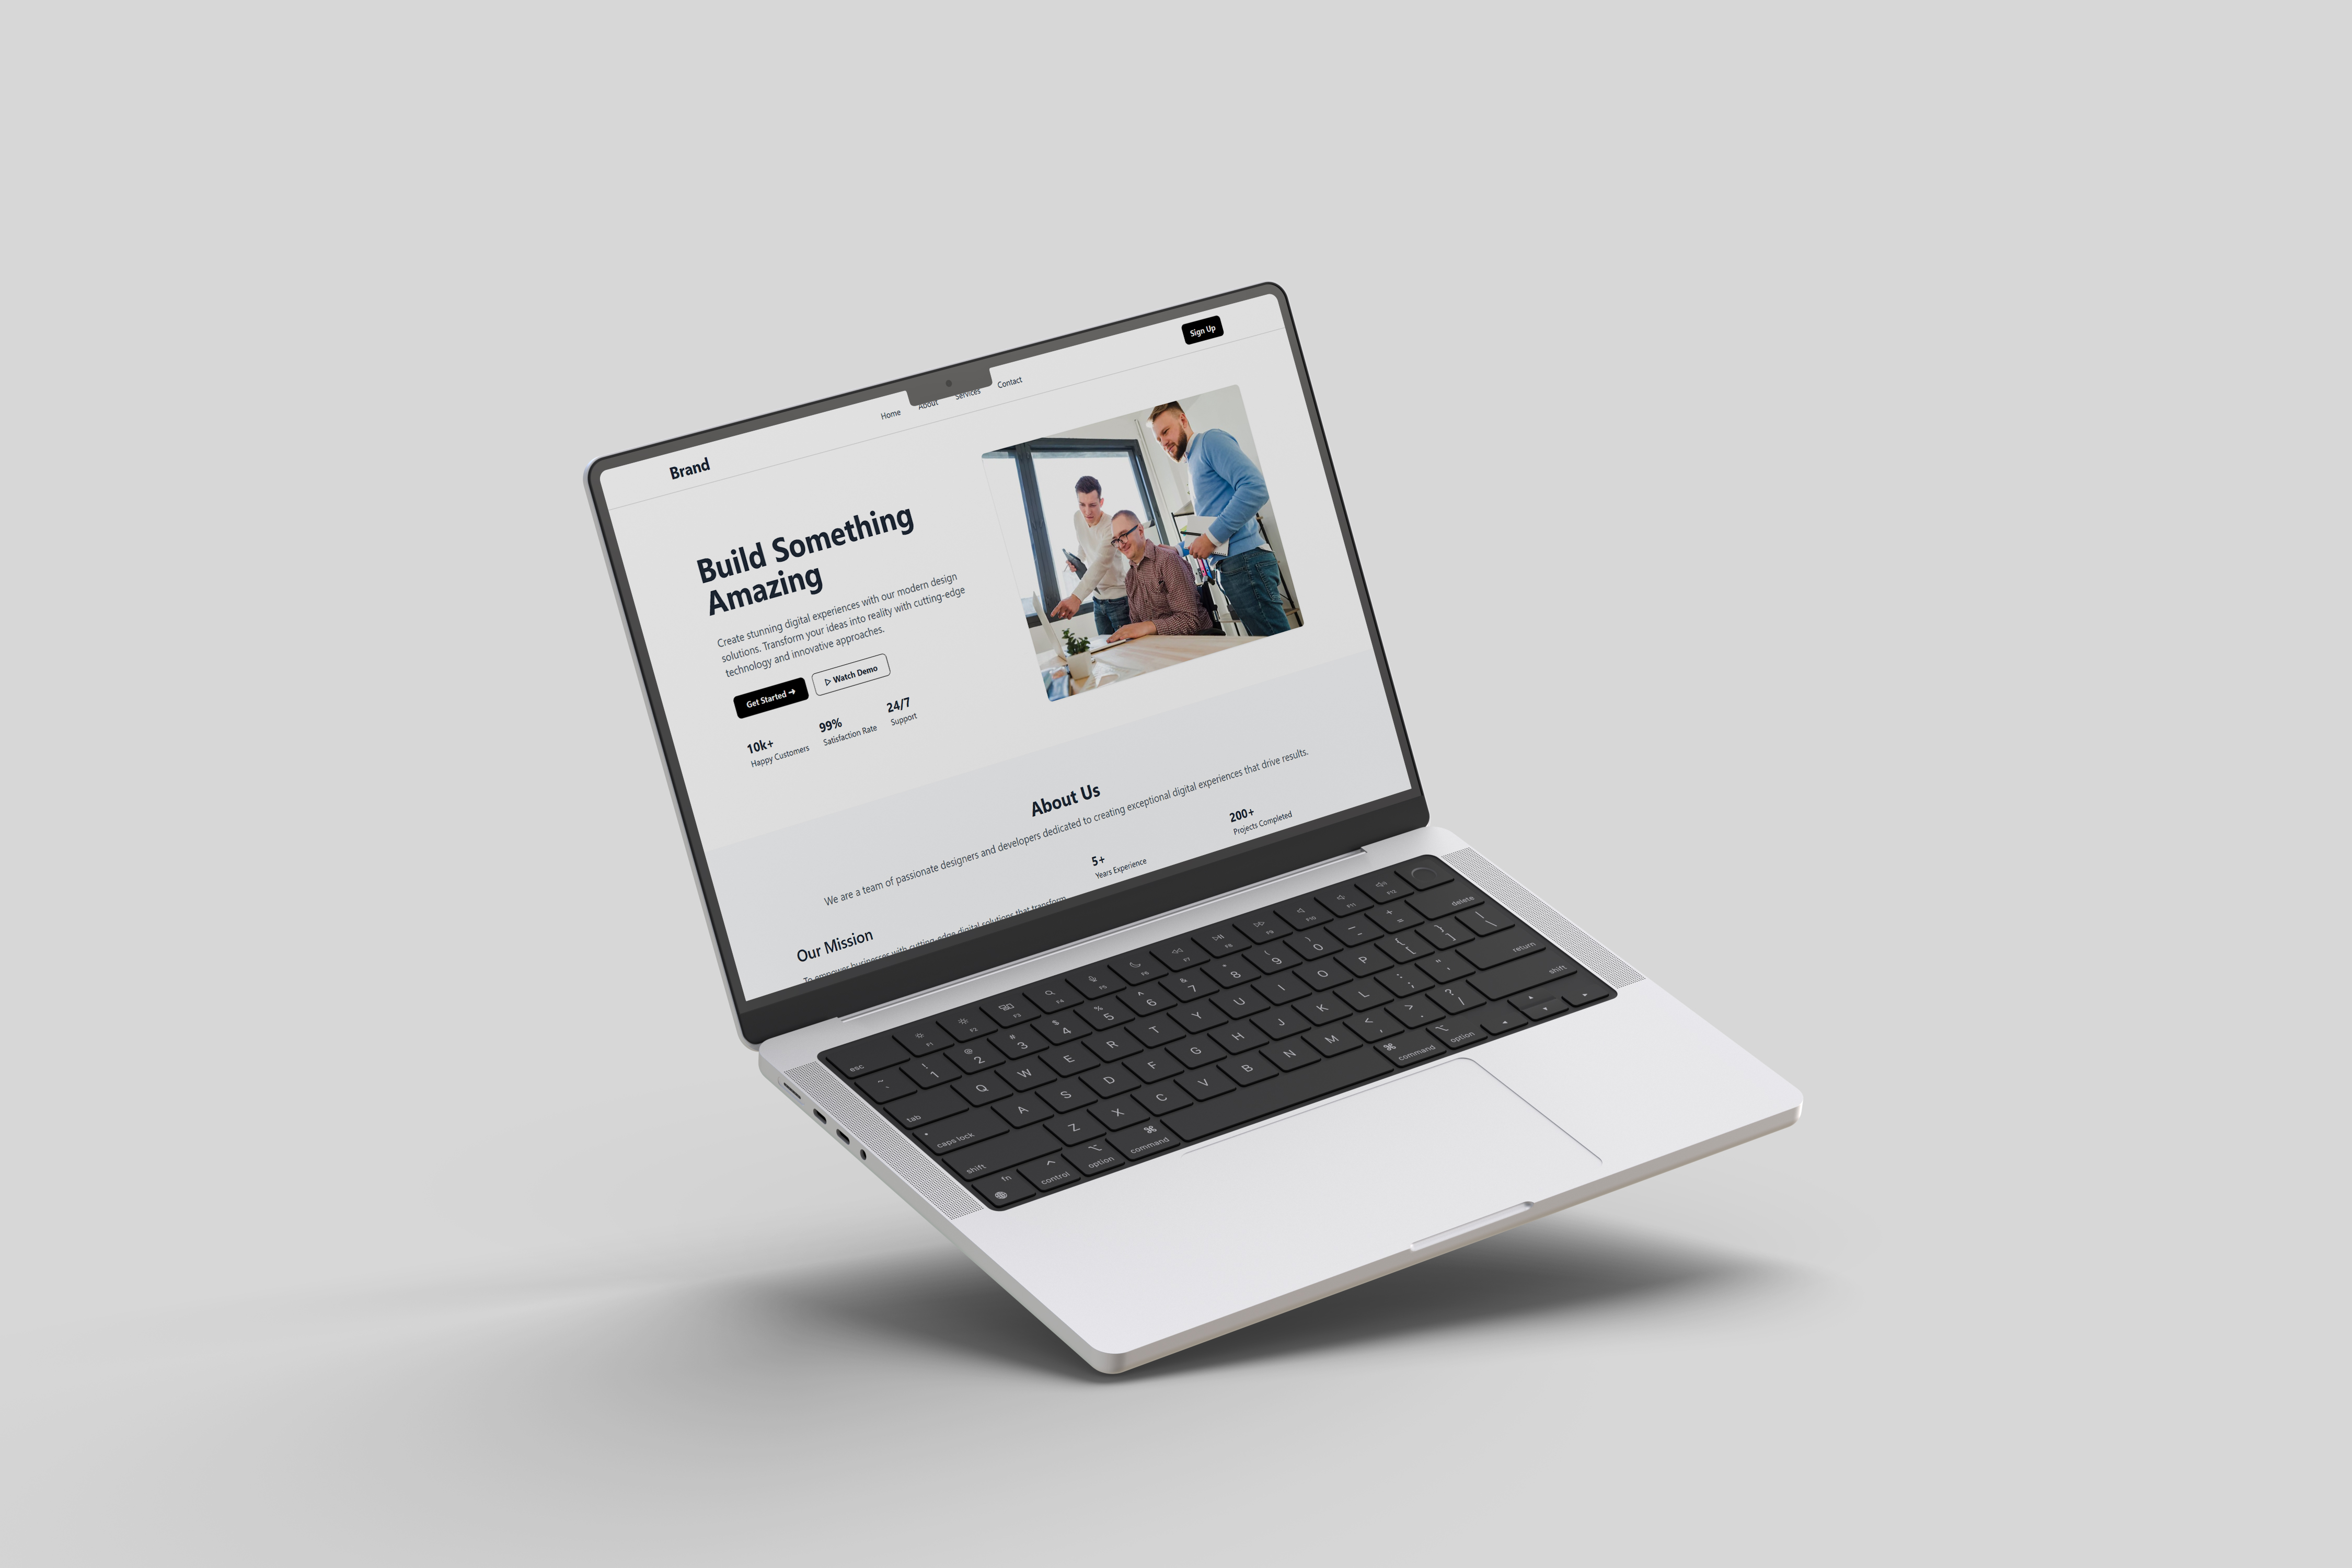 Sign Up
Home About Services Contact
Brand
Build Something
Amazing
Create stunning digital experiences with our modern design
solutions. Transform your ideas into reality with cutting-edge
technology and innovative approaches.
Get Started → ▷ Watch Demo
10k+ 99% 24/7
Happy Customers Satisfaction Rate Support
About Us
We are a team of passionate designers and developers dedicated to creating exceptional digital experiences that drive results.
5+ 200+
Years Experience Projects Completed
Our Mission
To empower businesses with cutting-edge digital solutions that transform
esc F1 F2 F3 F4 F5 F6 F7 F8 F9 F10 F11 F12
~ ` ! 1 @ 2 # 3 $ 4 % 5 ^ 6 & 7 * 8 ( 9 ) 0 _ - + = delete
tab Q W E R T Y U I O P { [ } ] | \
caps lock A S D F G H J K L : ; " ' return
shift Z X C V B N M < , > . ? / shift
fn control option command command option